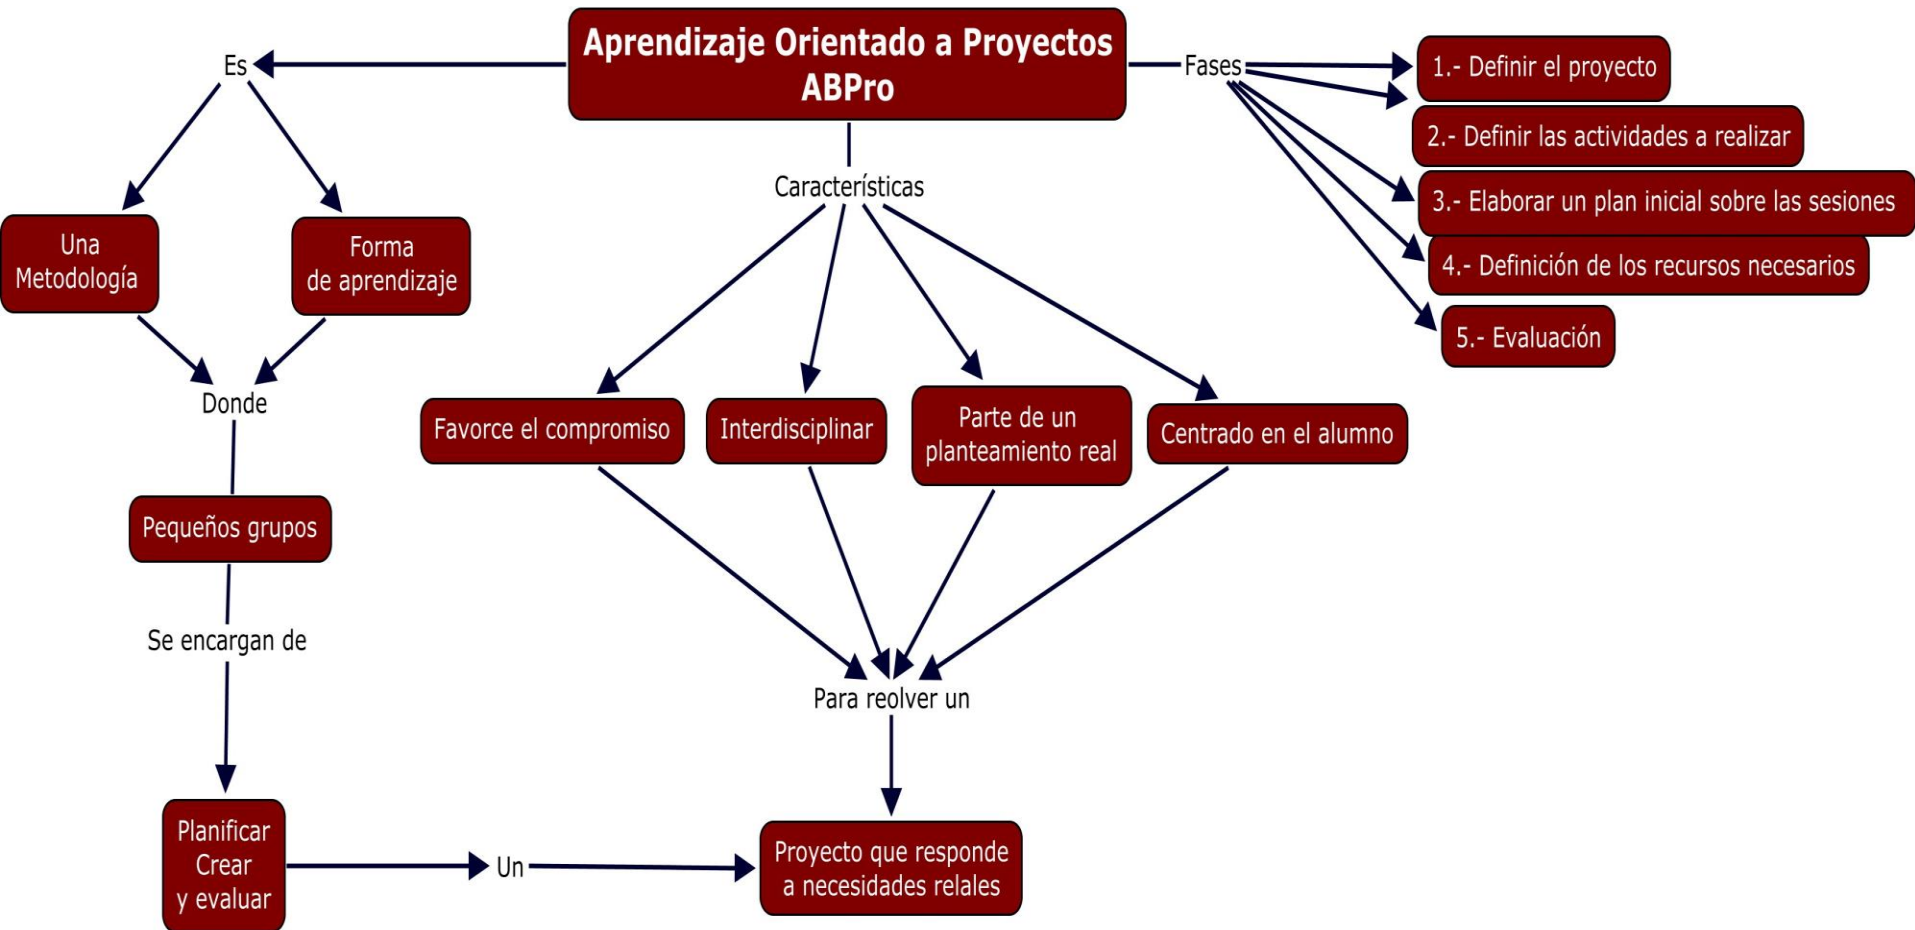 Aprendizaje Orientado a Proyectos
ABPro
Es
Una
Metodología
Forma
de aprendizaje
Donde
Pequeños grupos
Se encargan de
Planificar
Crear
y evaluar
Un
Características
Favorce el compromiso
Interdisciplinar
Parte de un
planteamiento real
Centrado en el alumno
Para reolver un
Proyecto que responde
a necesidades relales
Fases
1.- Definir el proyecto
2.- Definir las actividades a realizar
3.- Elaborar un plan inicial sobre las sesiones
4.- Definición de los recursos necesarios
5.- Evaluación